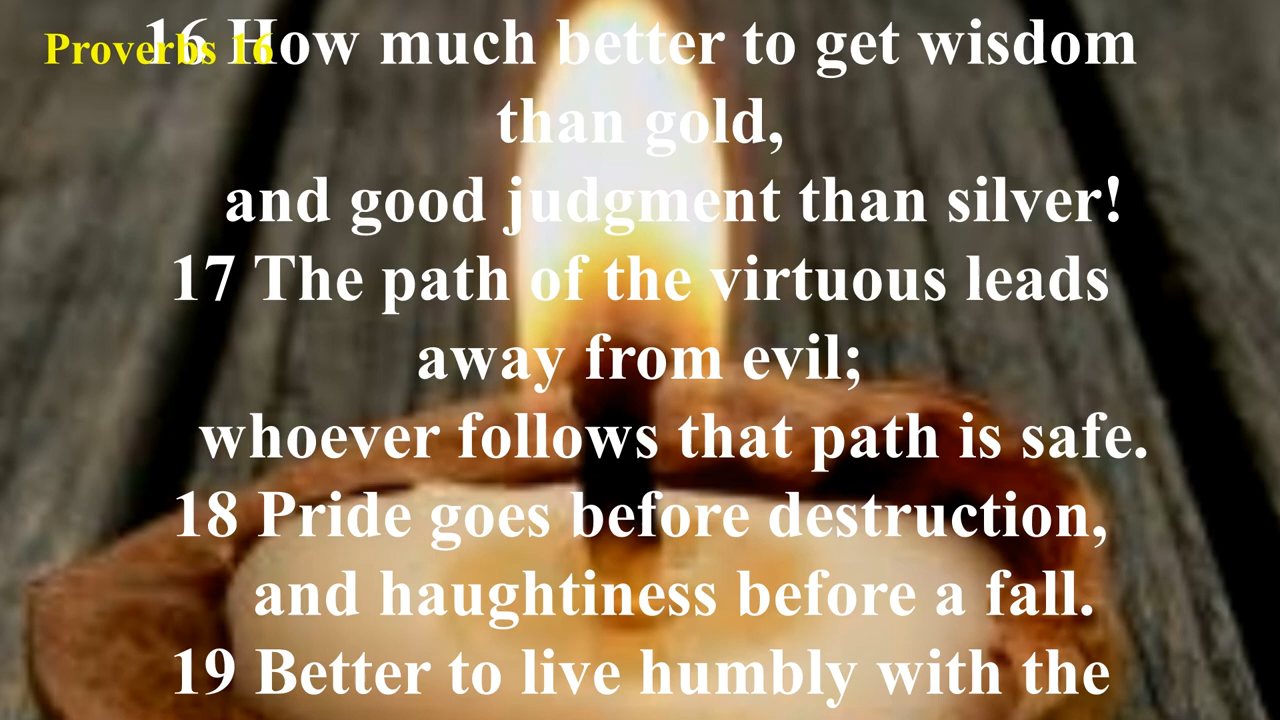 Proverbs 16
16 How much better to get wisdom
than gold,
and good judgment than silver!
17 The path of the virtuous leads
away from evil;
whoever follows that path is safe.
18 Pride goes before destruction,
and haughtiness before a fall.
19 Better to live humbly with the